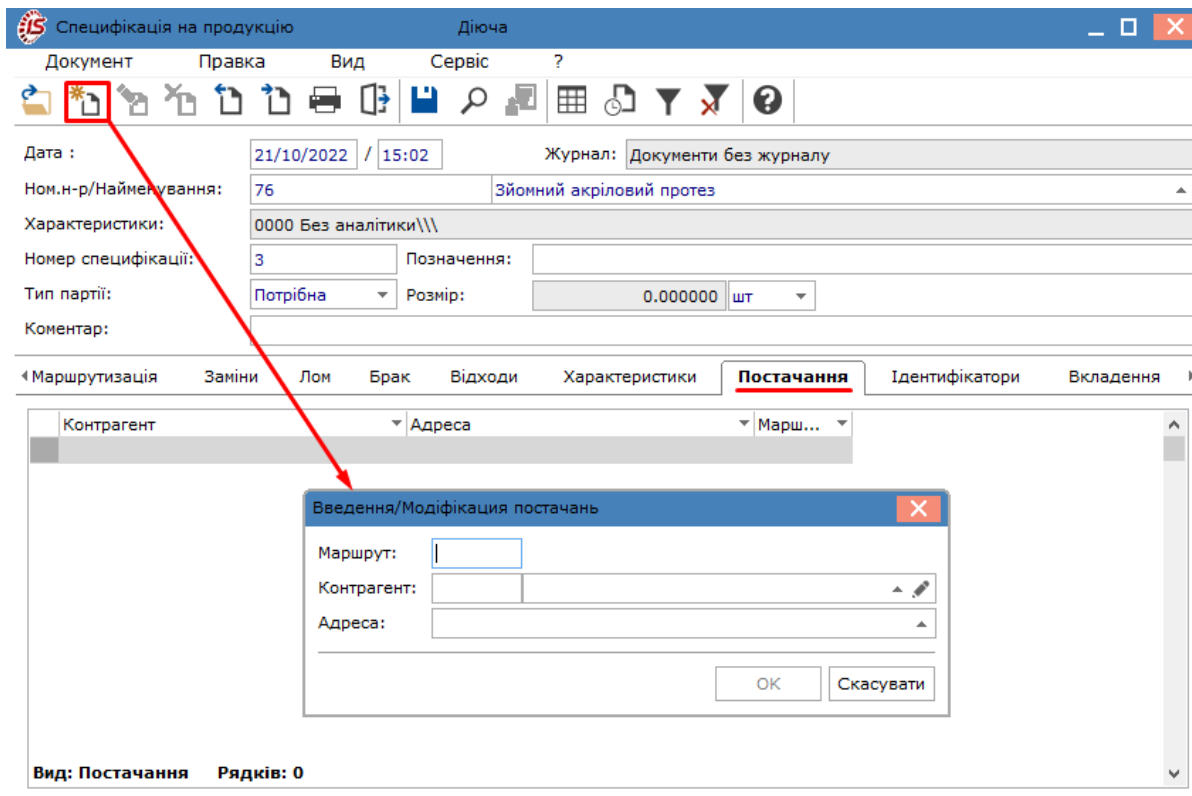 Специфікація на продукцію Діюча
Документ Правка Вид Сервіс ?
Дата : 21/10/2022 / 15:02 Журнал: Документи без журналу
Ном.н-р/Найменування: 76 Зйомний акріловий протез
Характеристики: 0000 Без аналітики\\\
Номер специфікації: 3 Позначення:
Тип партії: Потрібна Розмір: 0.000000 шт
Коментар:
Маршрутизація Заміни Лом Брак Відходи Характеристики Постачання Ідентифікатори Вкладення
Контрагент Адреса Марш...
Введення/Модіфікация постачань
Маршрут:
Контрагент:
Адреса:
ОК Скасувати
Вид: Постачання Рядків: 0